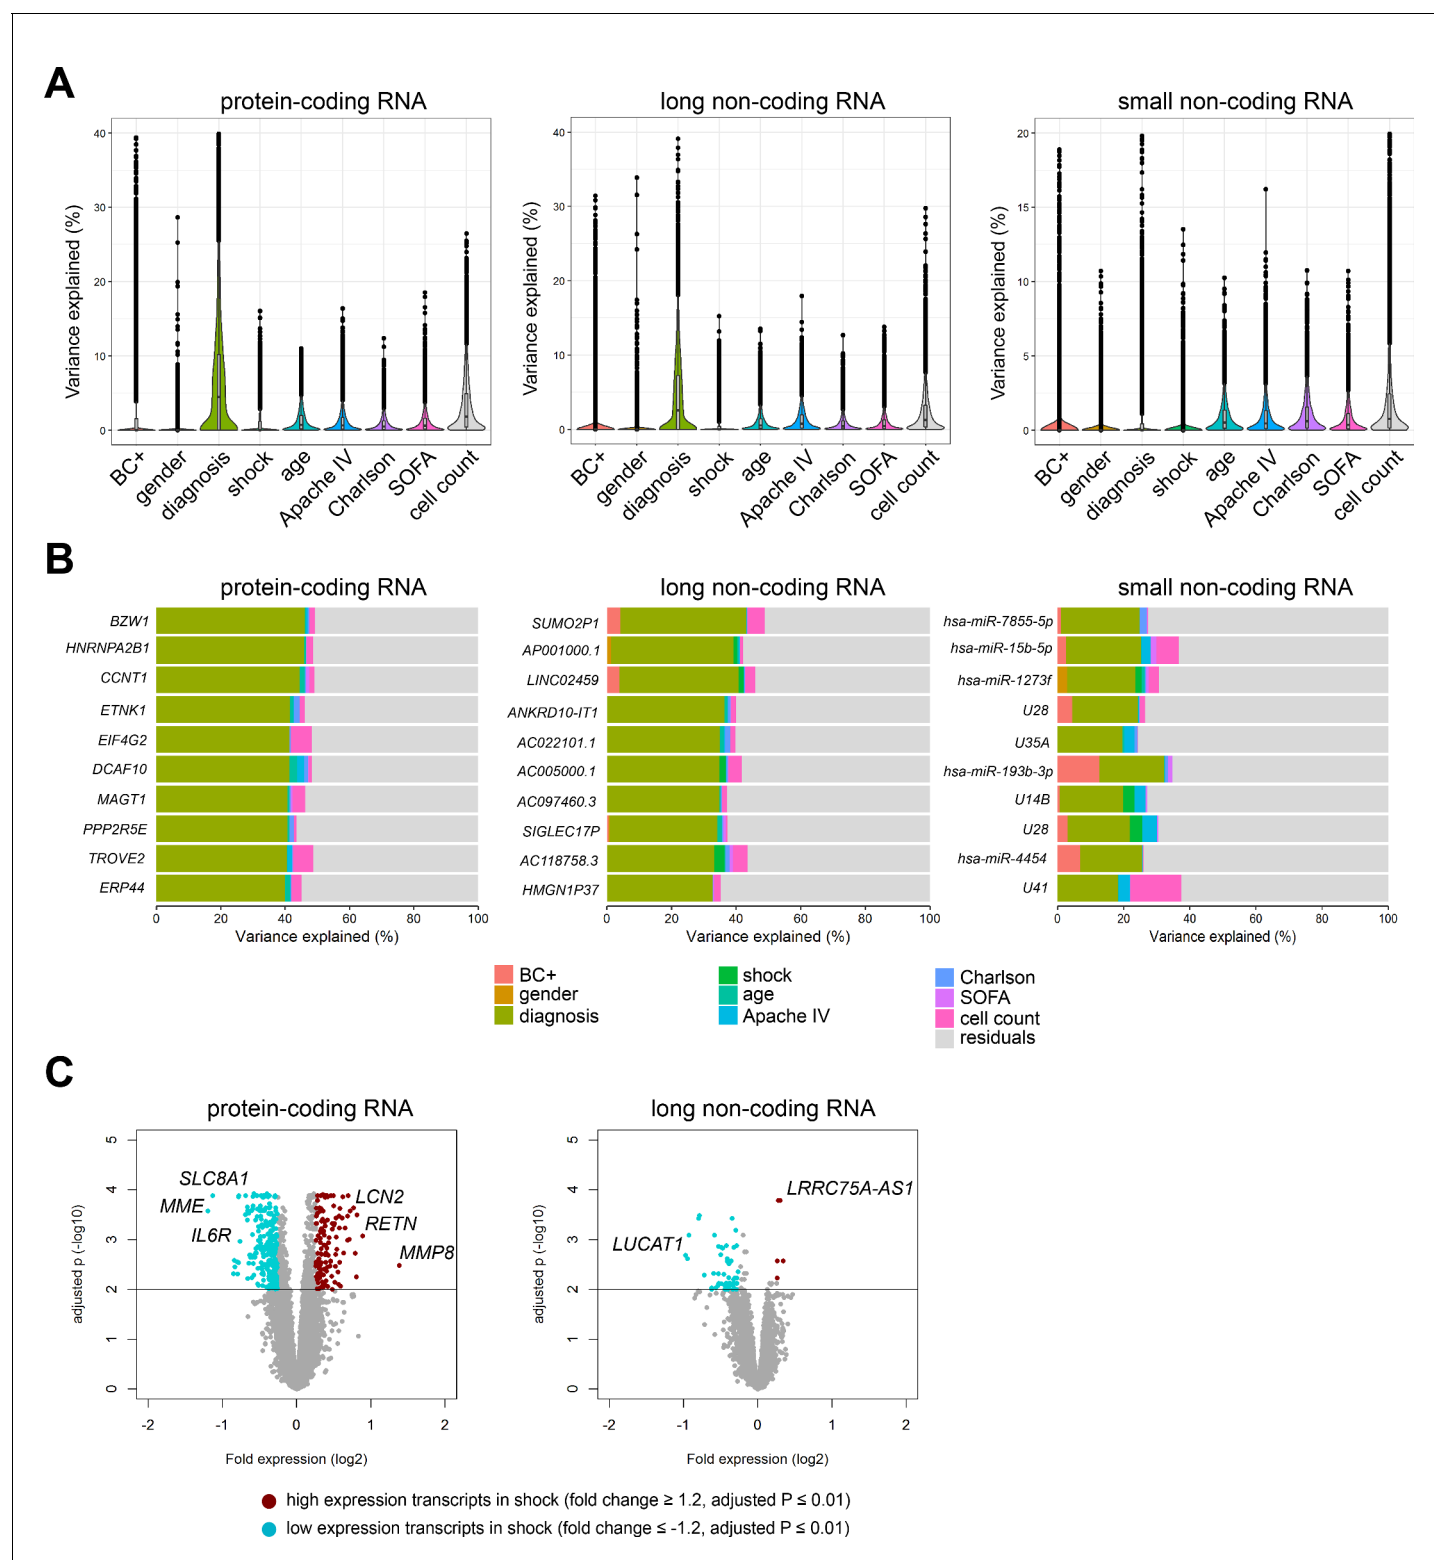 A
protein-coding RNA
long non-coding RNA
small non-coding RNA
Variance explained (%)
40
30
20
10
0
BC+
gender
diagnosis
shock
age
Apache IV
Charlson
SOFA
cell count
Variance explained (%)
40
30
20
10
0
BC+
gender
diagnosis
shock
age
Apache IV
Charlson
SOFA
cell count
Variance explained (%)
20
15
10
5
0
BC+
gender
diagnosis
shock
age
Apache IV
Charlson
SOFA
cell count
B
protein-coding RNA
BZW1
HNRNPA2B1
CCNT1
ETNK1
EIF4G2
DCAF10
MAGT1
PPP2R5E
TROVE2
ERP44
0 20 40 60 80 100
Variance explained (%)
long non-coding RNA
SUMO2P1
AP001000.1
LINC02459
ANKRD10-IT1
AC022101.1
AC005000.1
AC097460.3
SIGLEC17P
AC118758.3
HMGN1P37
0 20 40 60 80 100
Variance explained (%)
small non-coding RNA
hsa-miR-7855-5p
hsa-miR-15b-5p
hsa-miR-1273f
U28
U35A
hsa-miR-193b-3p
U14B
U28
hsa-miR-4454
U41
0 20 40 60 80 100
Variance explained (%)
BC+
gender
diagnosis
shock
age
Apache IV
Charlson
SOFA
cell count
residuals
C
protein-coding RNA
adjusted p (-log10)
5
4
3
2
1
0
SLC8A1
MME
IL6R
LCN2
RETN
MMP8
-2 -1 0 1 2
Fold expression (log2)
long non-coding RNA
adjusted p (-log10)
5
4
3
2
1
0
LRRC75A-AS1
LUCAT1
-2 -1 0 1 2
Fold expression (log2)
high expression transcripts in shock (fold change ≥ 1.2, adjusted P ≤ 0.01)
low expression transcripts in shock (fold change ≤ -1.2, adjusted P ≤ 0.01)